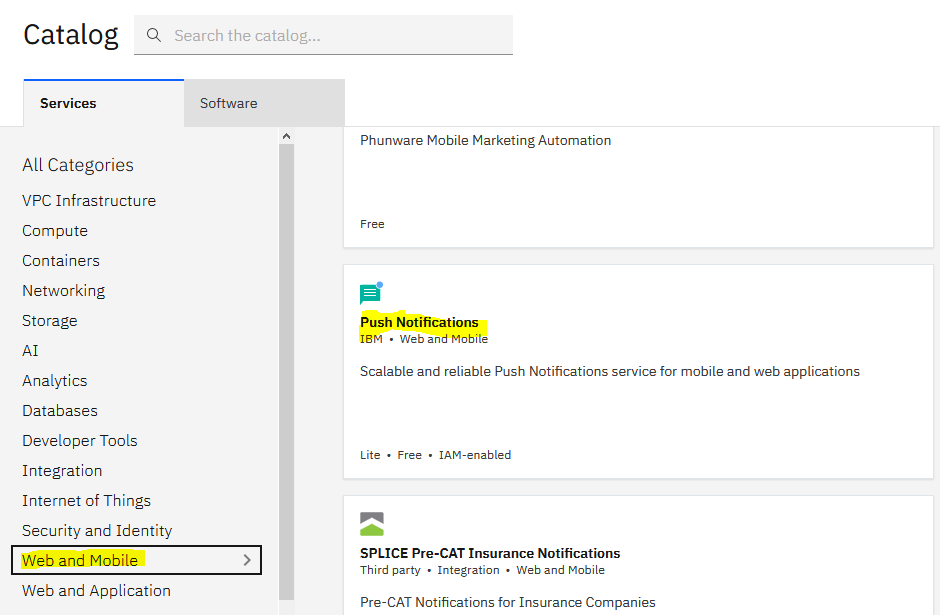 Catalog
Search the catalog...
Services
Software
All Categories
VPC Infrastructure
Compute
Containers
Networking
Storage
AI
Analytics
Databases
Developer Tools
Integration
Internet of Things
Security and Identity
Web and Mobile
Web and Application
Phunware Mobile Marketing Automation
Free
Push Notifications
IBM • Web and Mobile
Scalable and reliable Push Notifications service for mobile and web applications
Lite • Free • IAM-enabled
SPLICE Pre-CAT Insurance Notifications
Third party • Integration • Web and Mobile
Pre-CAT Notifications for Insurance Companies